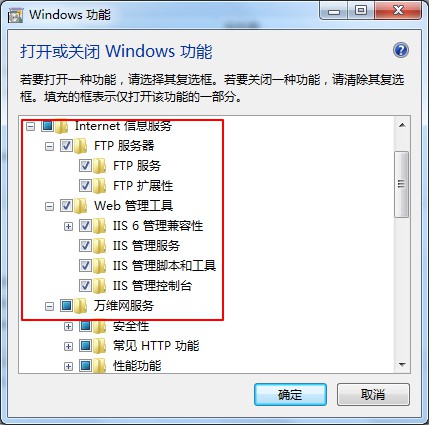 Windows 功能
打开或关闭 Windows 功能
若要打开一种功能，请选择其复选框。若要关闭一种功能，请清除其复选
框。填充的框表示仅打开该功能的一部分。
Internet 信息服务
FTP 服务器
FTP 服务
FTP 扩展性
Web 管理工具
IIS 6 管理兼容性
IIS 管理服务
IIS 管理脚本和工具
IIS 管理控制台
万维网服务
安全性
常见 HTTP 功能
性能功能
确定
取消